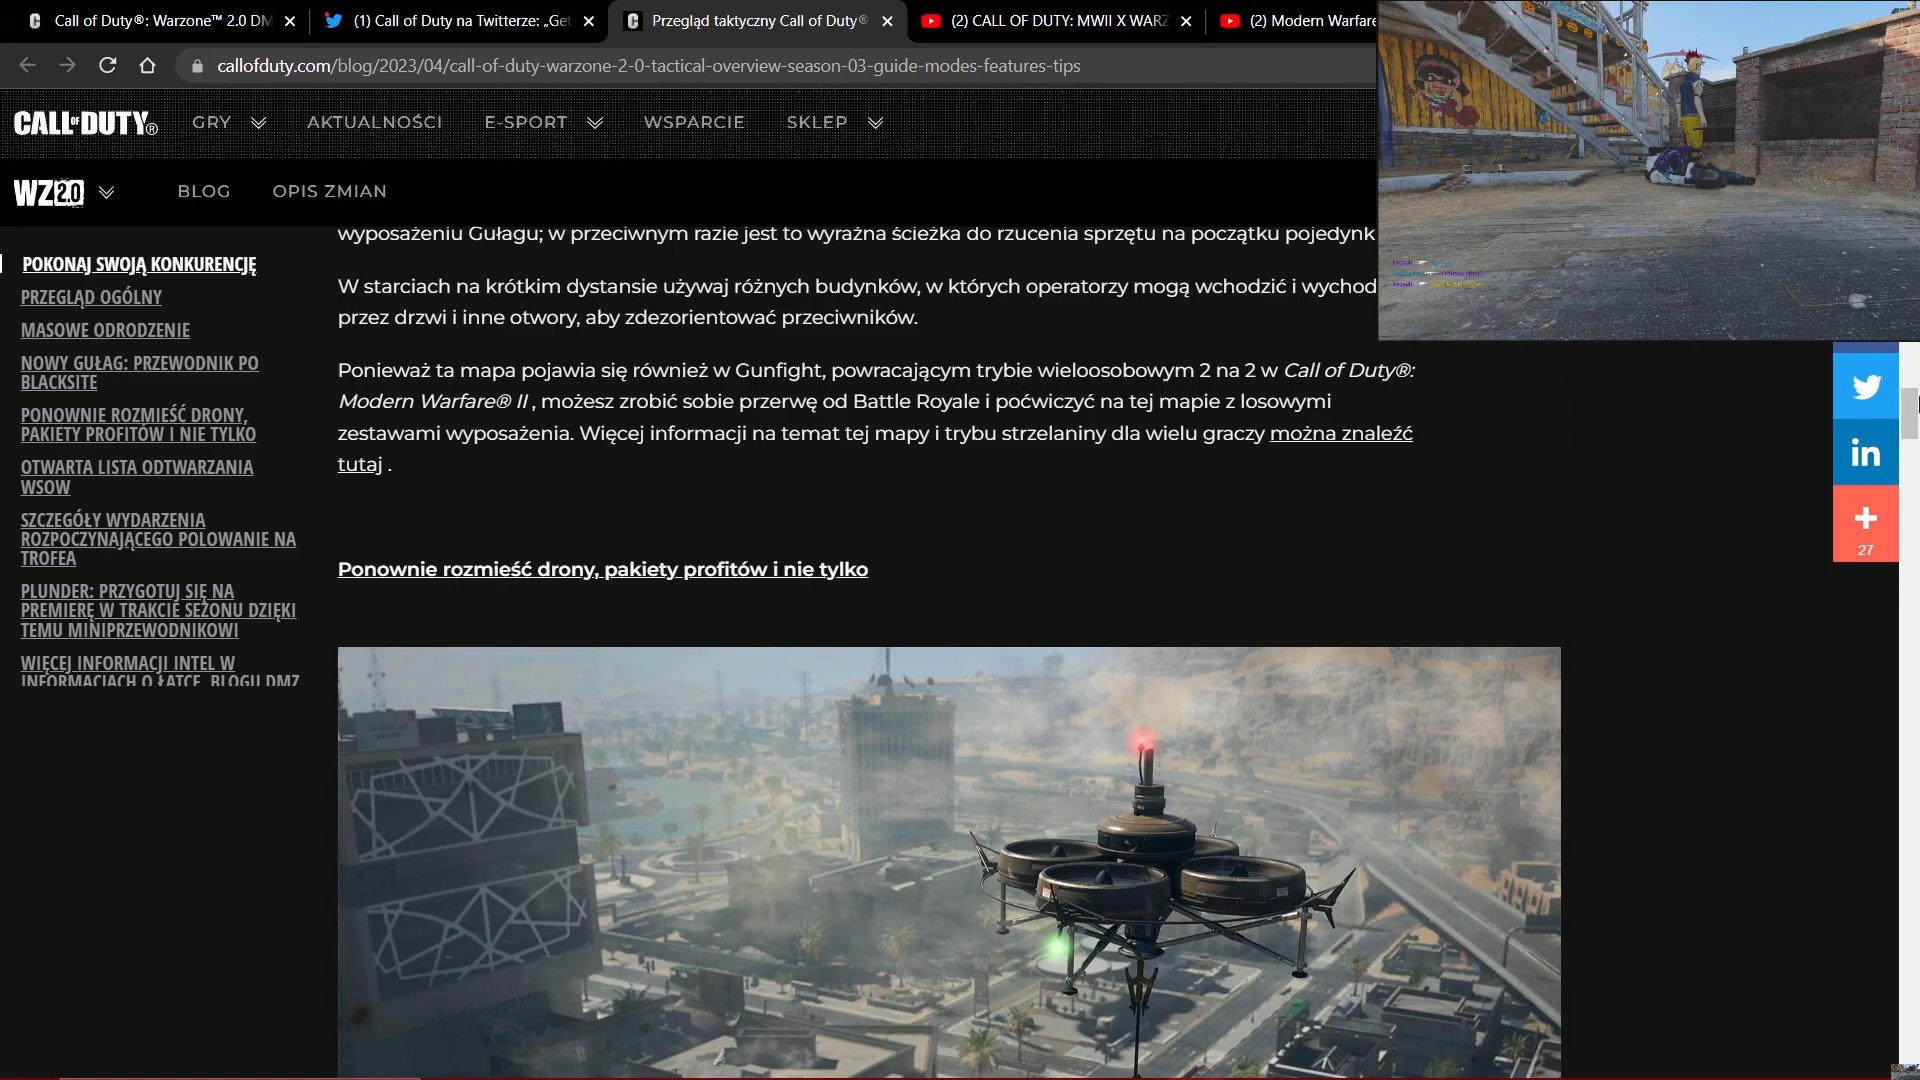 Call of Duty®: Warzone™ 2.0 DM
(1) Call of Duty na Twitterze: „Get
Przegląd taktyczny Call of Duty®
(2) CALL OF DUTY: MWII X WARZ
(2) Modern Warfare
callofduty.com/blog/2023/04/call-of-duty-warzone-2-0-tactical-overview-season-03-guide-modes-features-tips
CALL OF DUTY®
GRY
AKTUALNOŚCI
E-SPORT
WSPARCIE
SKLEP
WZ2.0
BLOG
OPIS ZMIAN
POKONAJ SWOJĄ KONKURENCJĘ
PRZEGLĄD OGÓLNY
MASOWE ODRODZENIE
NOWY GUŁAG: PRZEWODNIK PO
BLACKSITE
PONOWNIE ROZMIEŚĆ DRONY,
PAKIETY PROFITÓW I NIE TYLKO
OTWARTA LISTA ODTWARZANIA
WSOW
SZCZEGÓŁY WYDARZENIA
ROZPOCZYNAJĄCEGO POLOWANIE NA
TROFEA
PLUNDER: PRZYGOTUJ SIĘ NA
PREMIERĘ W TRAKCIE SEZONU DZIĘKI
TEMU MINIPRZEWODNIKOWI
WIĘCEJ INFORMACJI INTEL W
INFORMACJACH O ŁATCE, BLOGU DMZ
wyposażeniu Gułagu; w przeciwnym razie jest to wyraźna ścieżka do rzucenia sprzętu na początku pojedynk
W starciach na krótkim dystansie używaj różnych budynków, w których operatorzy mogą wchodzić i wychod
przez drzwi i inne otwory, aby zdezorientować przeciwników.
Ponieważ ta mapa pojawia się również w Gunfight, powracającym trybie wieloosobowym 2 na 2 w Call of Duty®:
Modern Warfare® II , możesz zrobić sobie przerwę od Battle Royale i poćwiczyć na tej mapie z losowymi
zestawami wyposażenia. Więcej informacji na temat tej mapy i trybu strzelaniny dla wielu graczy można znaleźć
tutaj .
Ponownie rozmieść drony, pakiety profitów i nie tylko
in
27